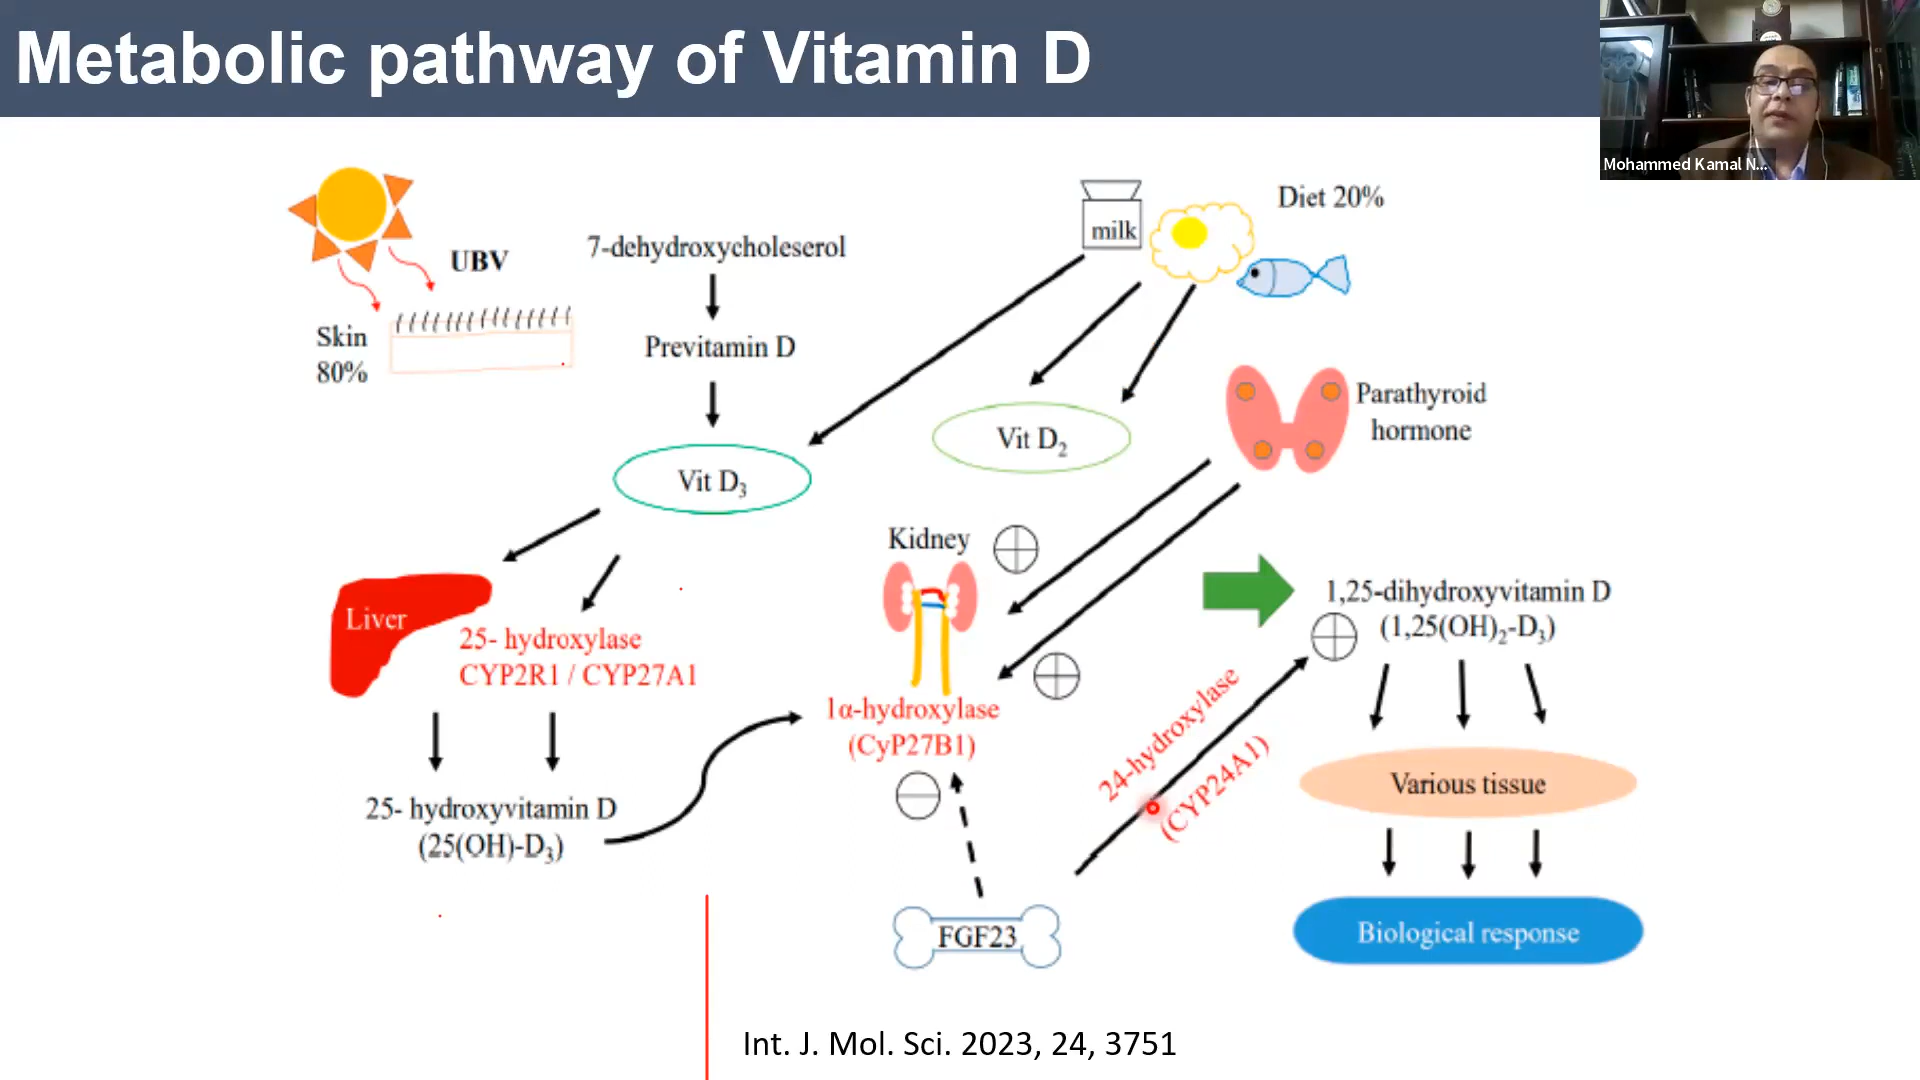 Metabolic pathway of Vitamin D
Mohammed Kamal N...
UBV
Skin
80%
7-dehydroxycholeserol
Previtamin D
Vit D₃
milk
Diet 20%
Vit D₂
Parathyroid
hormone
Liver
25- hydroxylase
CYP2R1 / CYP27A1
25- hydroxyvitamin D
(25(OH)-D₃)
Kidney
1α-hydroxylase
(CyP27B1)
FGF23
24-hydroxylase
(CYP24A1)
1,25-dihydroxyvitamin D
(1,25(OH)₂-D₃)
Various tissue
Biological response
Int. J. Mol. Sci. 2023, 24, 3751